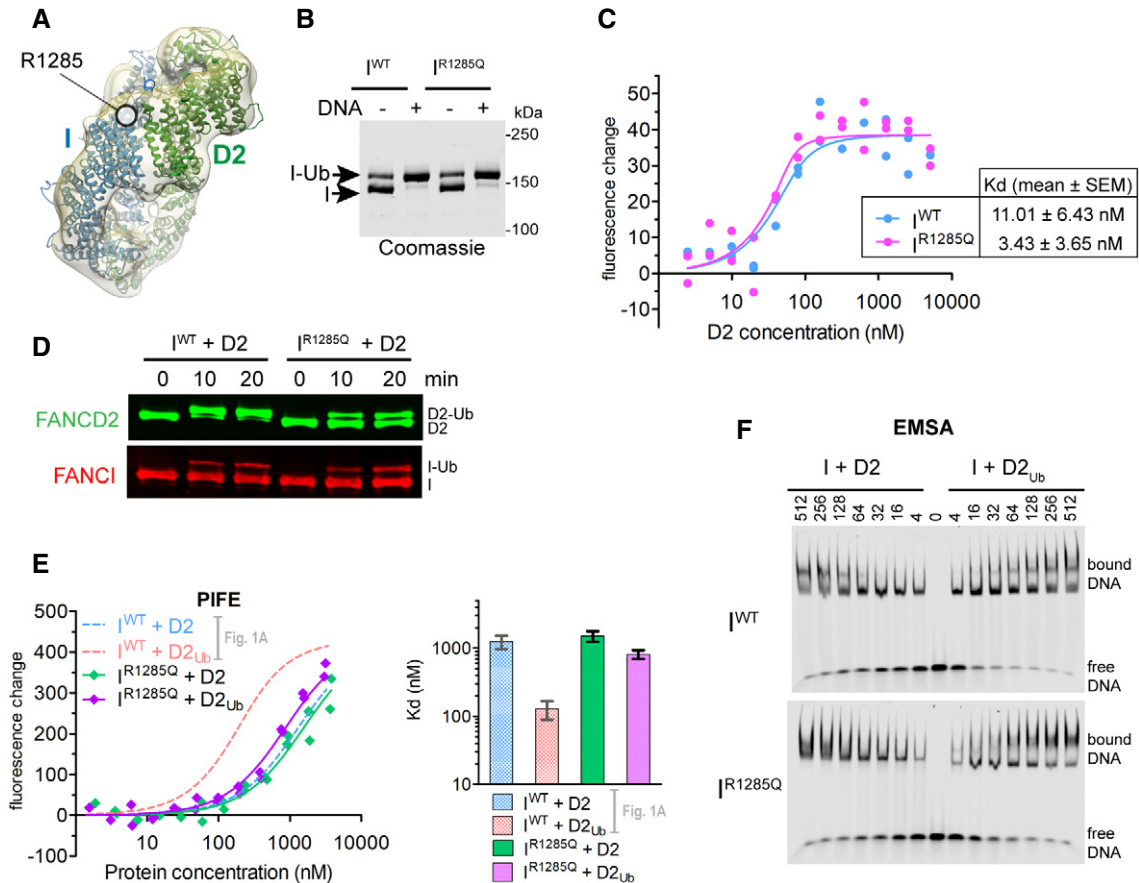 A
R1285
I
D2
B
I^WT I^R1285Q
DNA - + - + kDa
-250
I-Ub
-150
I
-100
Coomassie
C
fluorescence change
50
40
30
20
10
0
-10
10 100 1000 10000
D2 concentration (nM)
Kd (mean ± SEM)
I^WT 11.01 ± 6.43 nM
I^R1285Q 3.43 ± 3.65 nM
D
I^WT + D2 I^R1285Q + D2
0 10 20 0 10 20 min
FANCD2 D2-Ub
D2
FANCI I-Ub
I
E
PIFE
fluorescence change
500
400
300
200
100
0
-100
I^WT + D2
I^WT + D2_Ub
Fig. 1A
I^R1285Q + D2
I^R1285Q + D2_Ub
10 100 1000 10000
Protein concentration (nM)
Kd (nM)
1000
100
10
I^WT + D2
I^WT + D2_Ub
Fig. 1A
I^R1285Q + D2
I^R1285Q + D2_Ub
F
EMSA
I + D2 I + D2_Ub
512 256 128 64 32 16 4 0 4 16 32 64 128 256 512
bound
DNA
I^WT
free
DNA
bound
DNA
I^R1285Q
free
DNA